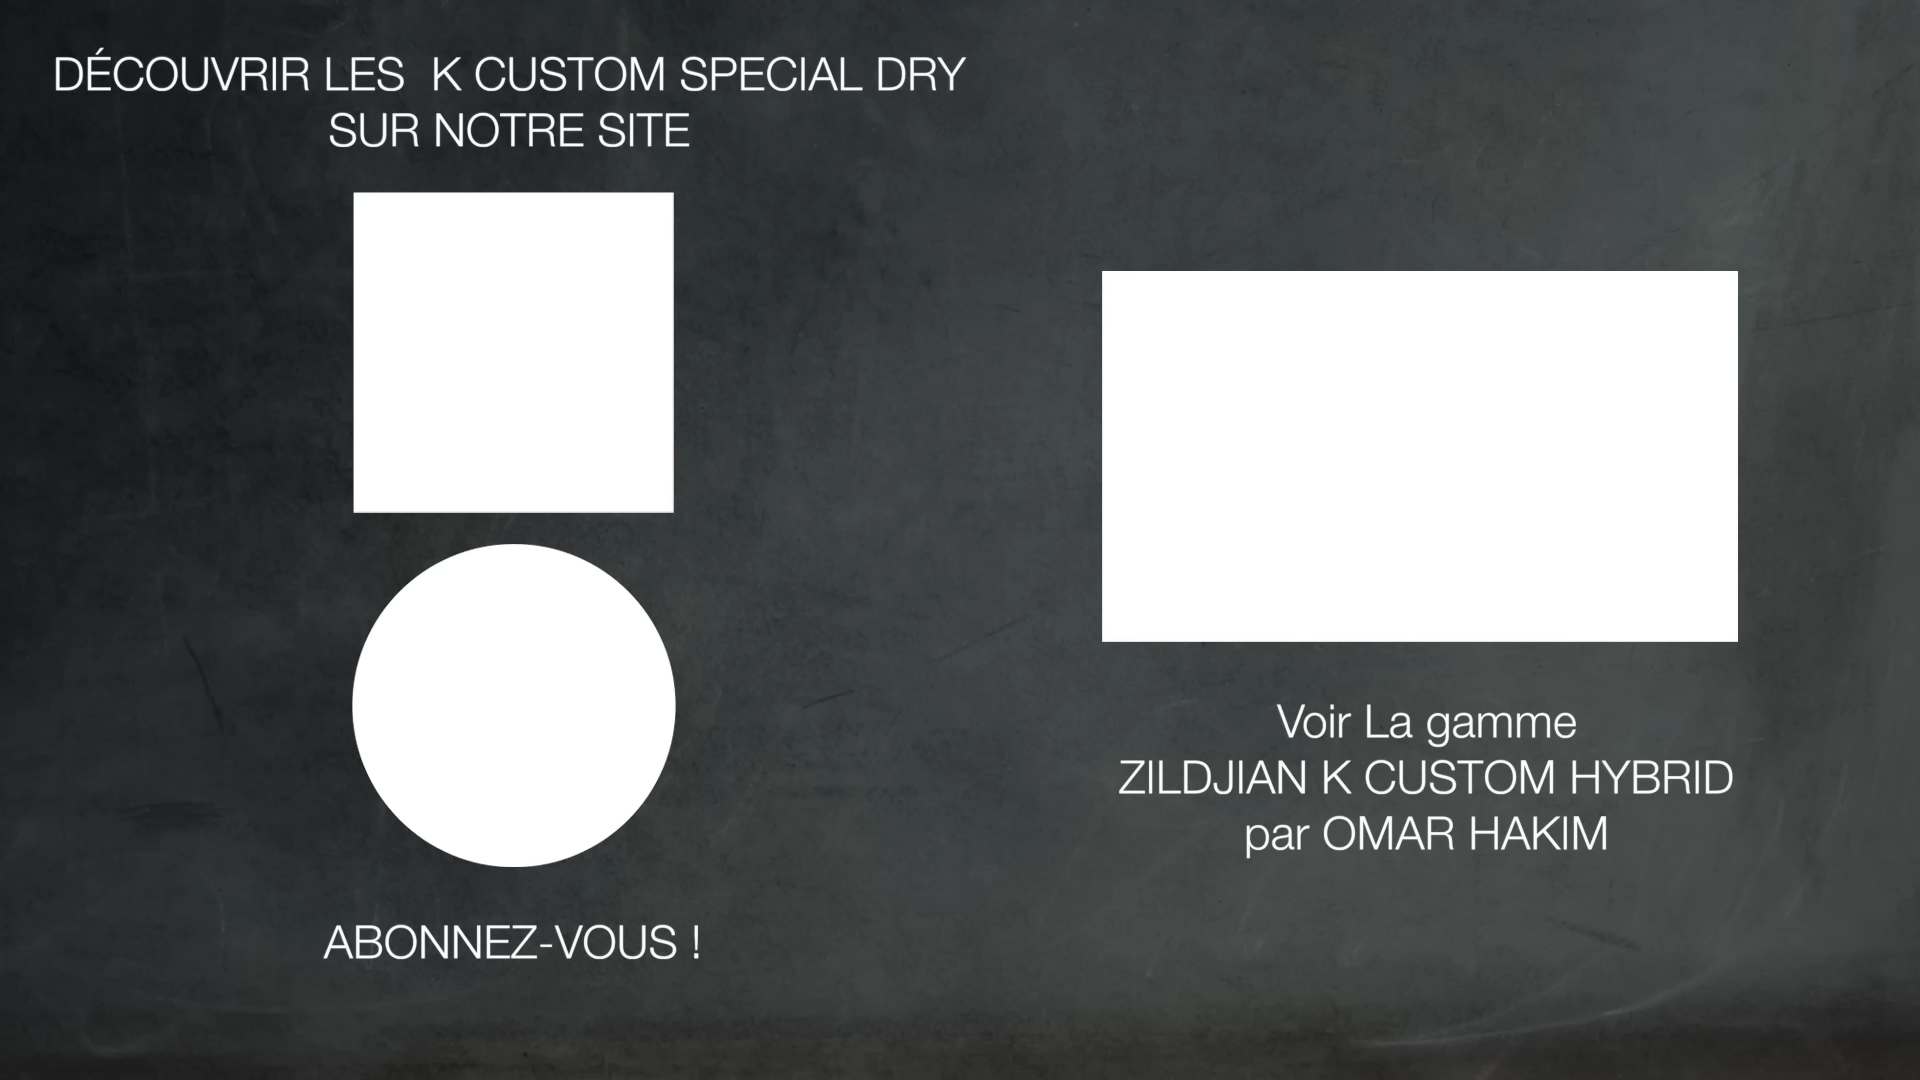 DÉCOUVRIR LES  K CUSTOM SPECIAL DRY
SUR NOTRE SITE
ABONNEZ-VOUS !
Voir La gamme
ZILDJIAN K CUSTOM HYBRID
par OMAR HAKIM